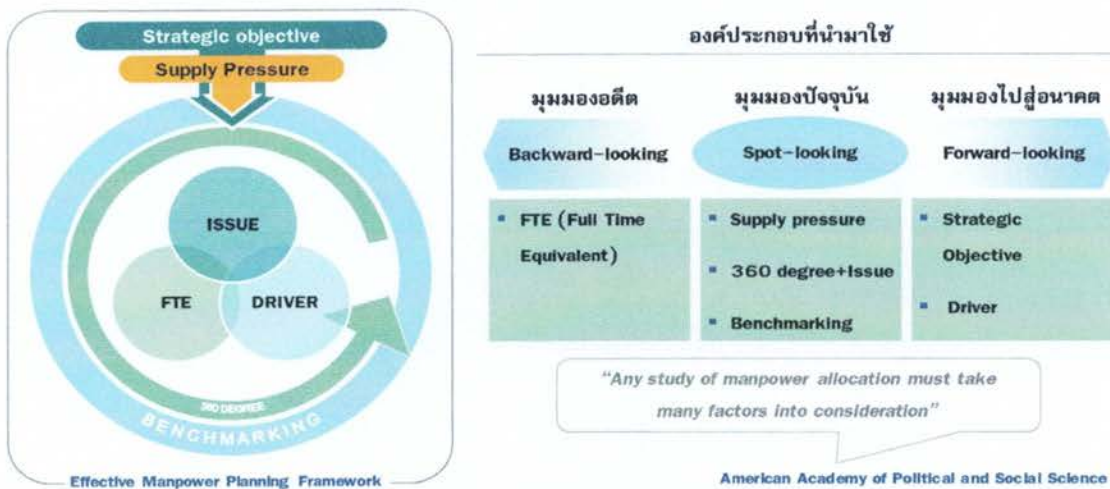 Strategic objective
Supply Pressure
ISSUE
FTE
DRIVER
360 DEGREE
BENCHMARKING
Effective Manpower Planning Framework
องค์ประกอบที่นำมาใช้
มุมมองอดีต
มุมมองปัจจุบัน
มุมมองไปสู่อนาคต
Backward-looking
Spot-looking
Forward-looking
▪ FTE (Full Time
Equivalent)
▪ Supply pressure
▪ 360 degree+Issue
▪ Benchmarking
▪ Strategic
Objective
▪ Driver
"Any study of manpower allocation must take
many factors into consideration"
American Academy of Political and Social Science